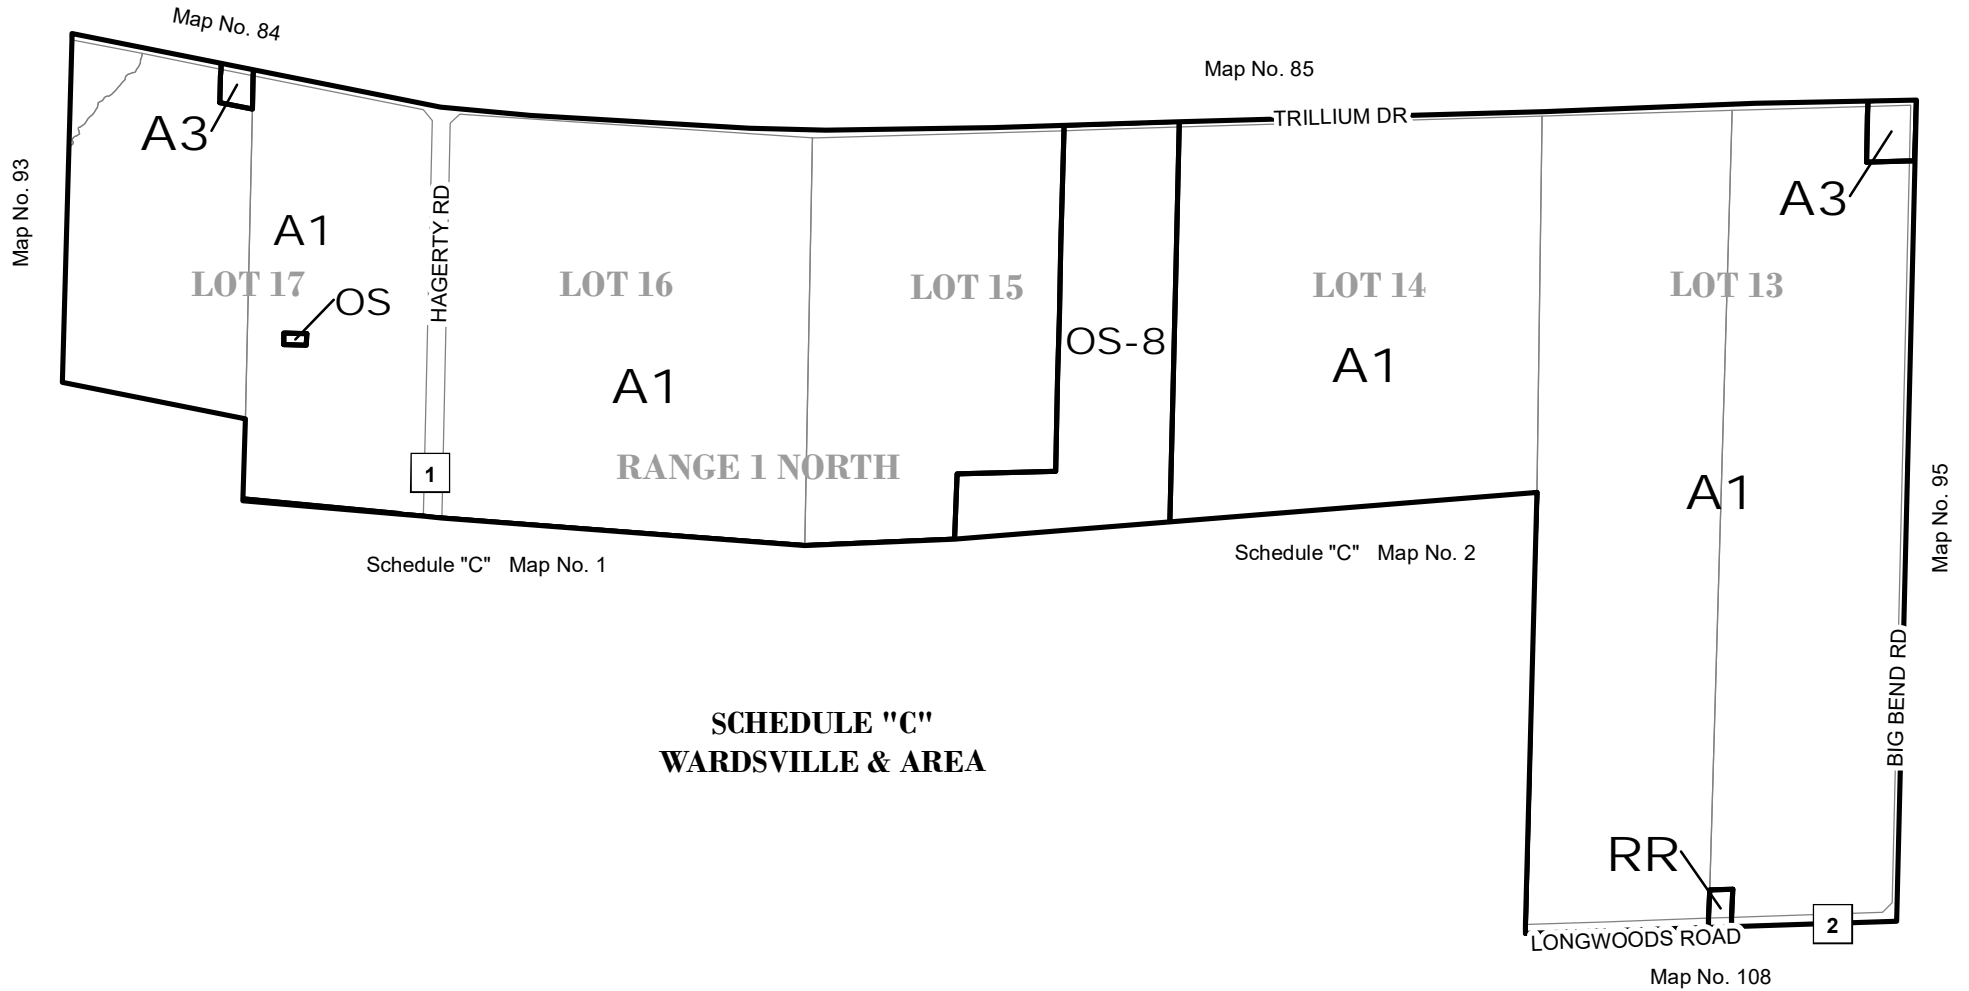 Map No. 84
Map No. 85
TRILLIUM DR
A3
Map No. 93
HAGERTY RD
A3
A1
LOT 17
LOT 16
LOT 15
LOT 14
LOT 13
OS
OS-8
A1
A1
RANGE 1 NORTH
1
A1
Map No. 95
Schedule "C" Map No. 1
Schedule "C" Map No. 2
BIG BEND RD
SCHEDULE "C"
WARDSVILLE & AREA
RR
2
LONGWOODS ROAD
Map No. 108